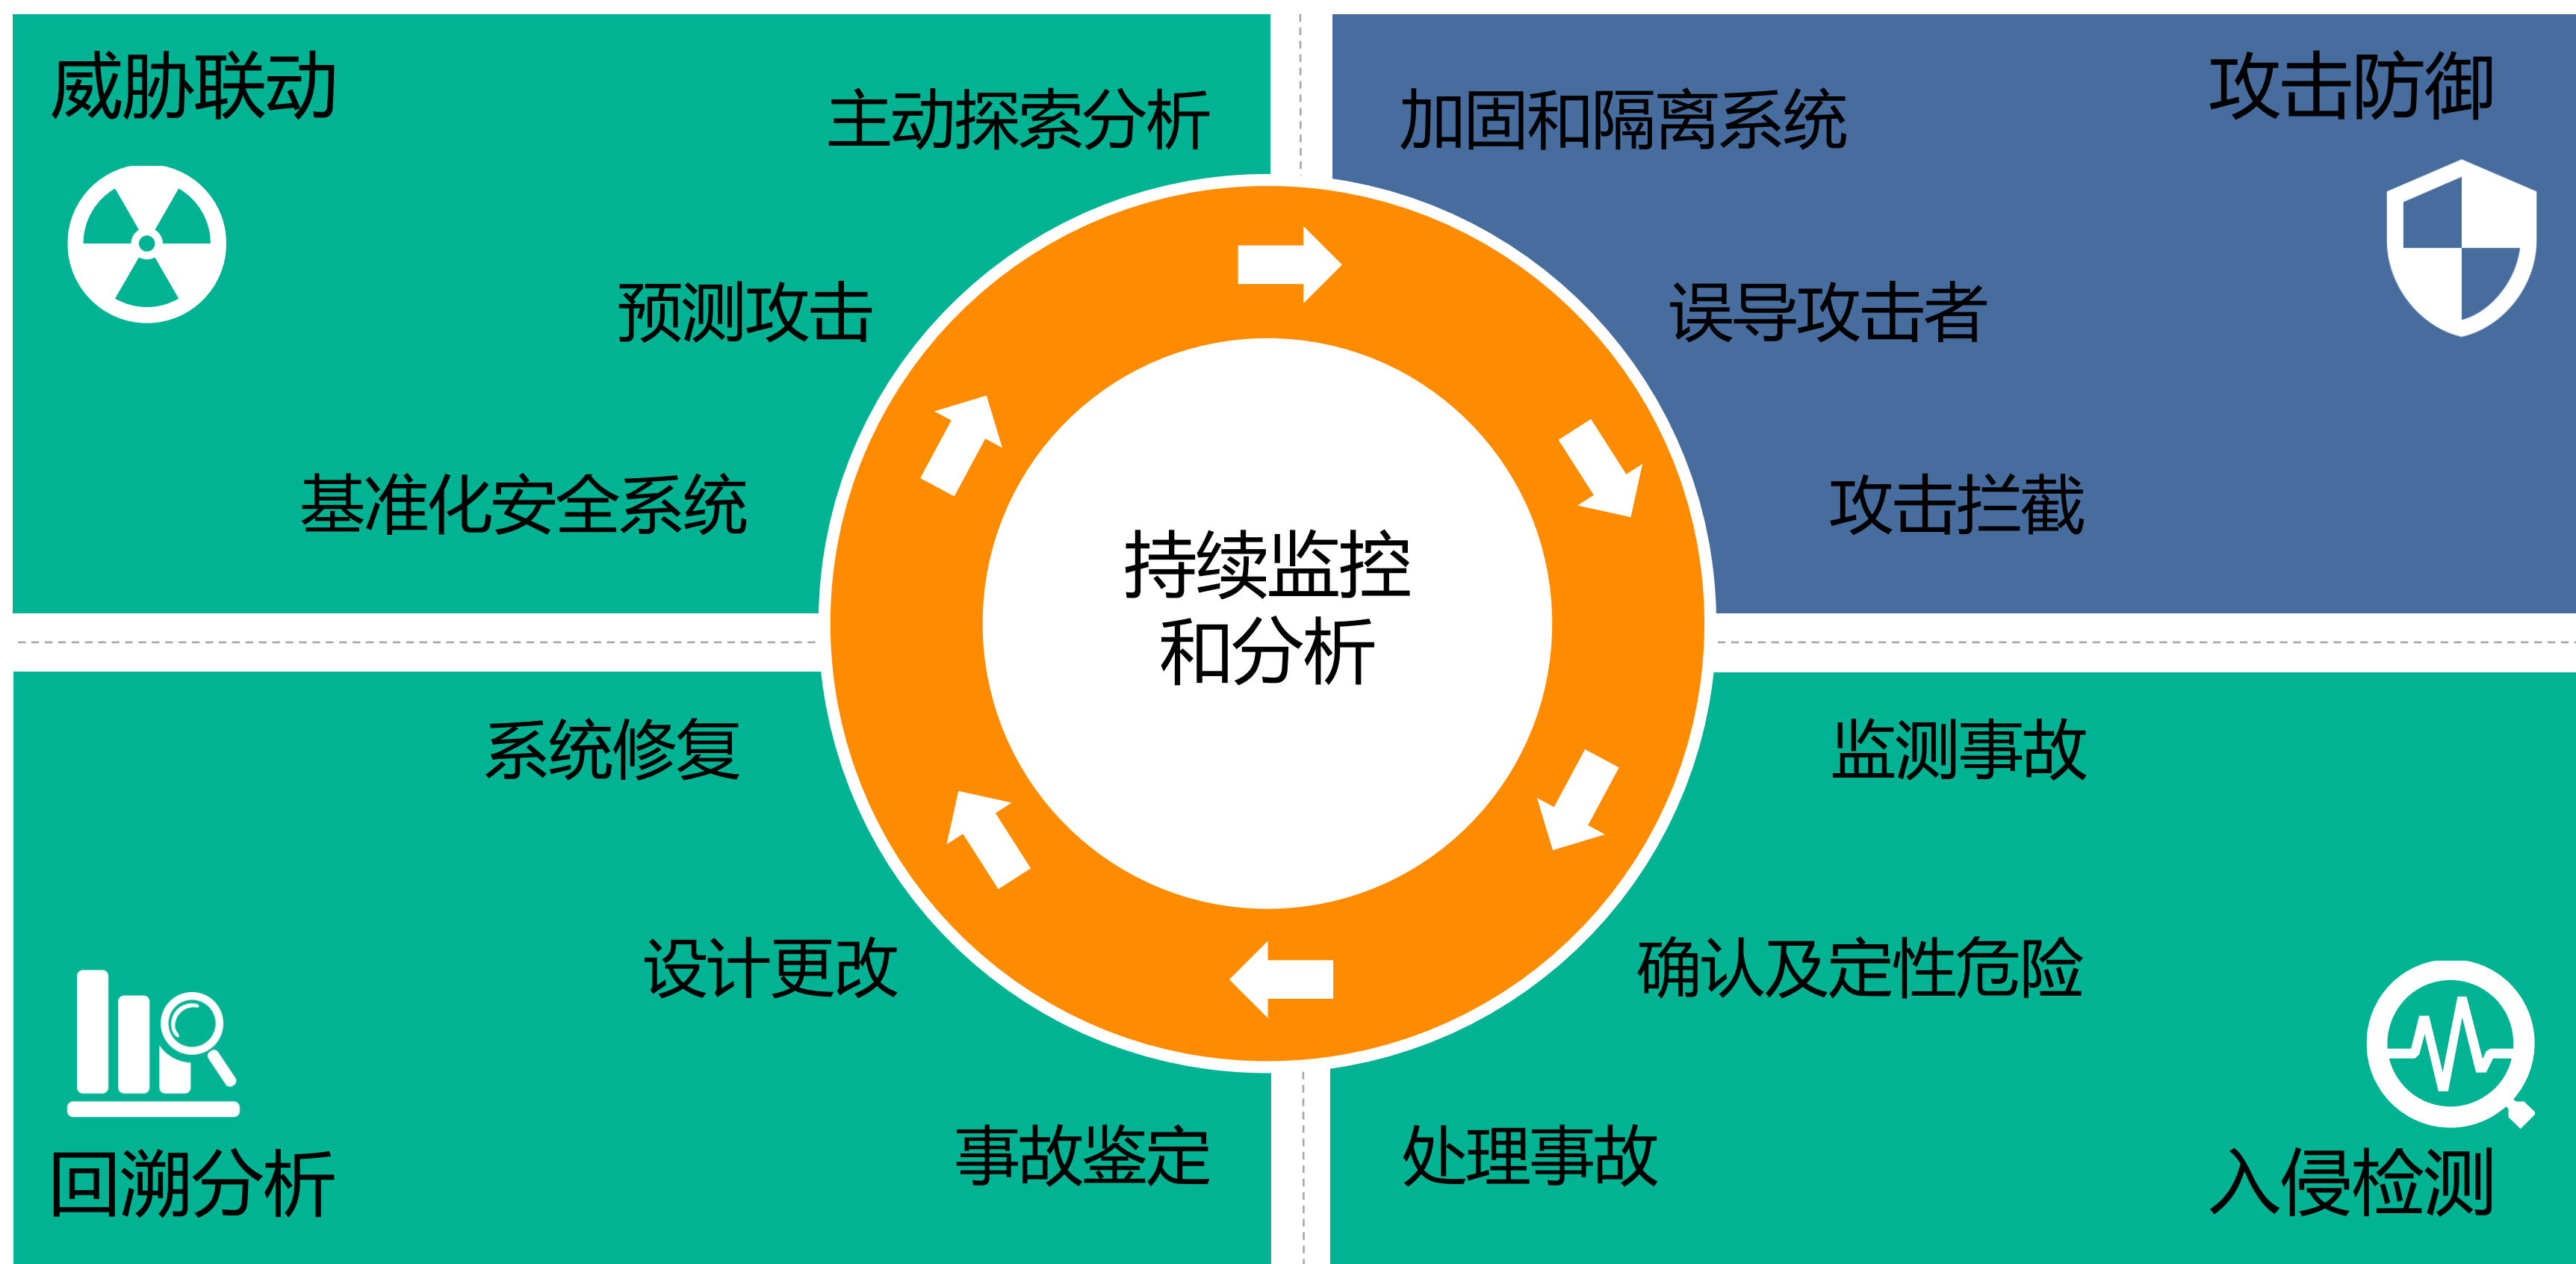 威胁联动
主动探索分析
预测攻击
基准化安全系统
加固和隔离系统
攻击防御
误导攻击者
攻击拦截
持续监控
和分析
系统修复
设计更改
事故鉴定
回溯分析
监测事故
确认及定性危险
处理事故
入侵检测